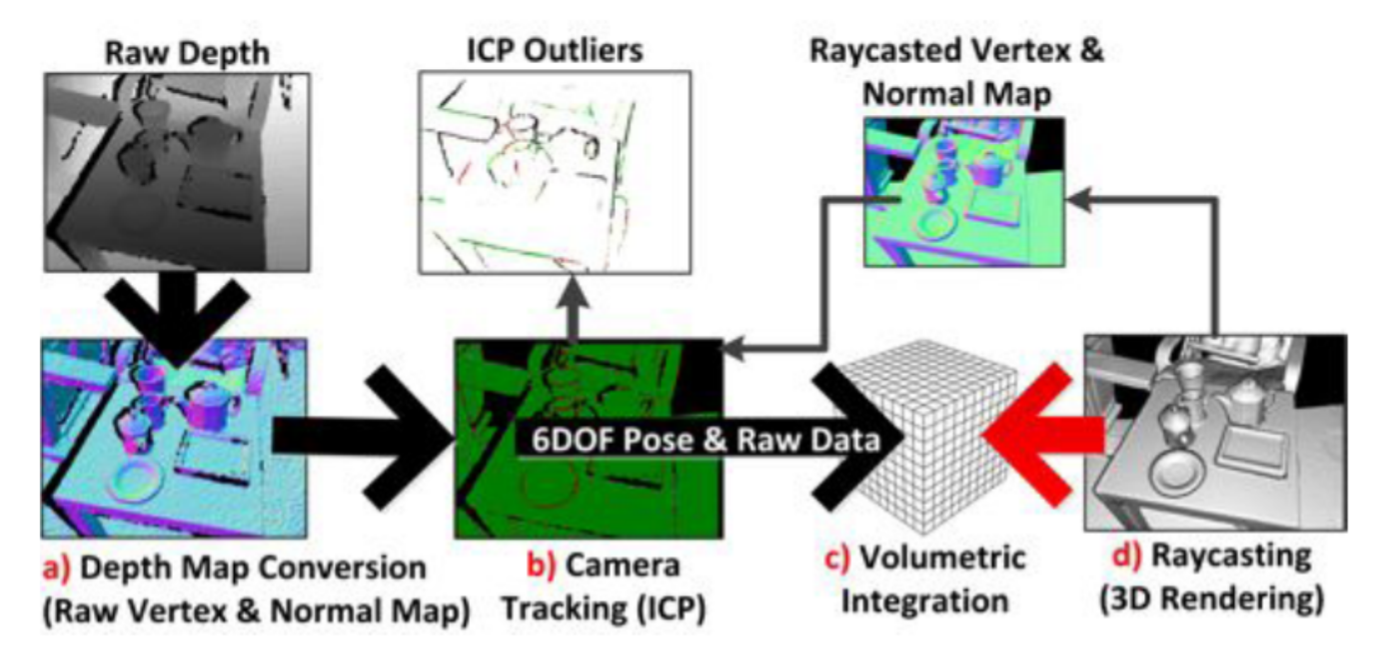 Raw Depth
ICP Outliers
Raycasted Vertex &
Normal Map
6DOF Pose & Raw Data
a) Depth Map Conversion
(Raw Vertex & Normal Map)
b) Camera
Tracking (ICP)
c) Volumetric
Integration
d) Raycasting
(3D Rendering)